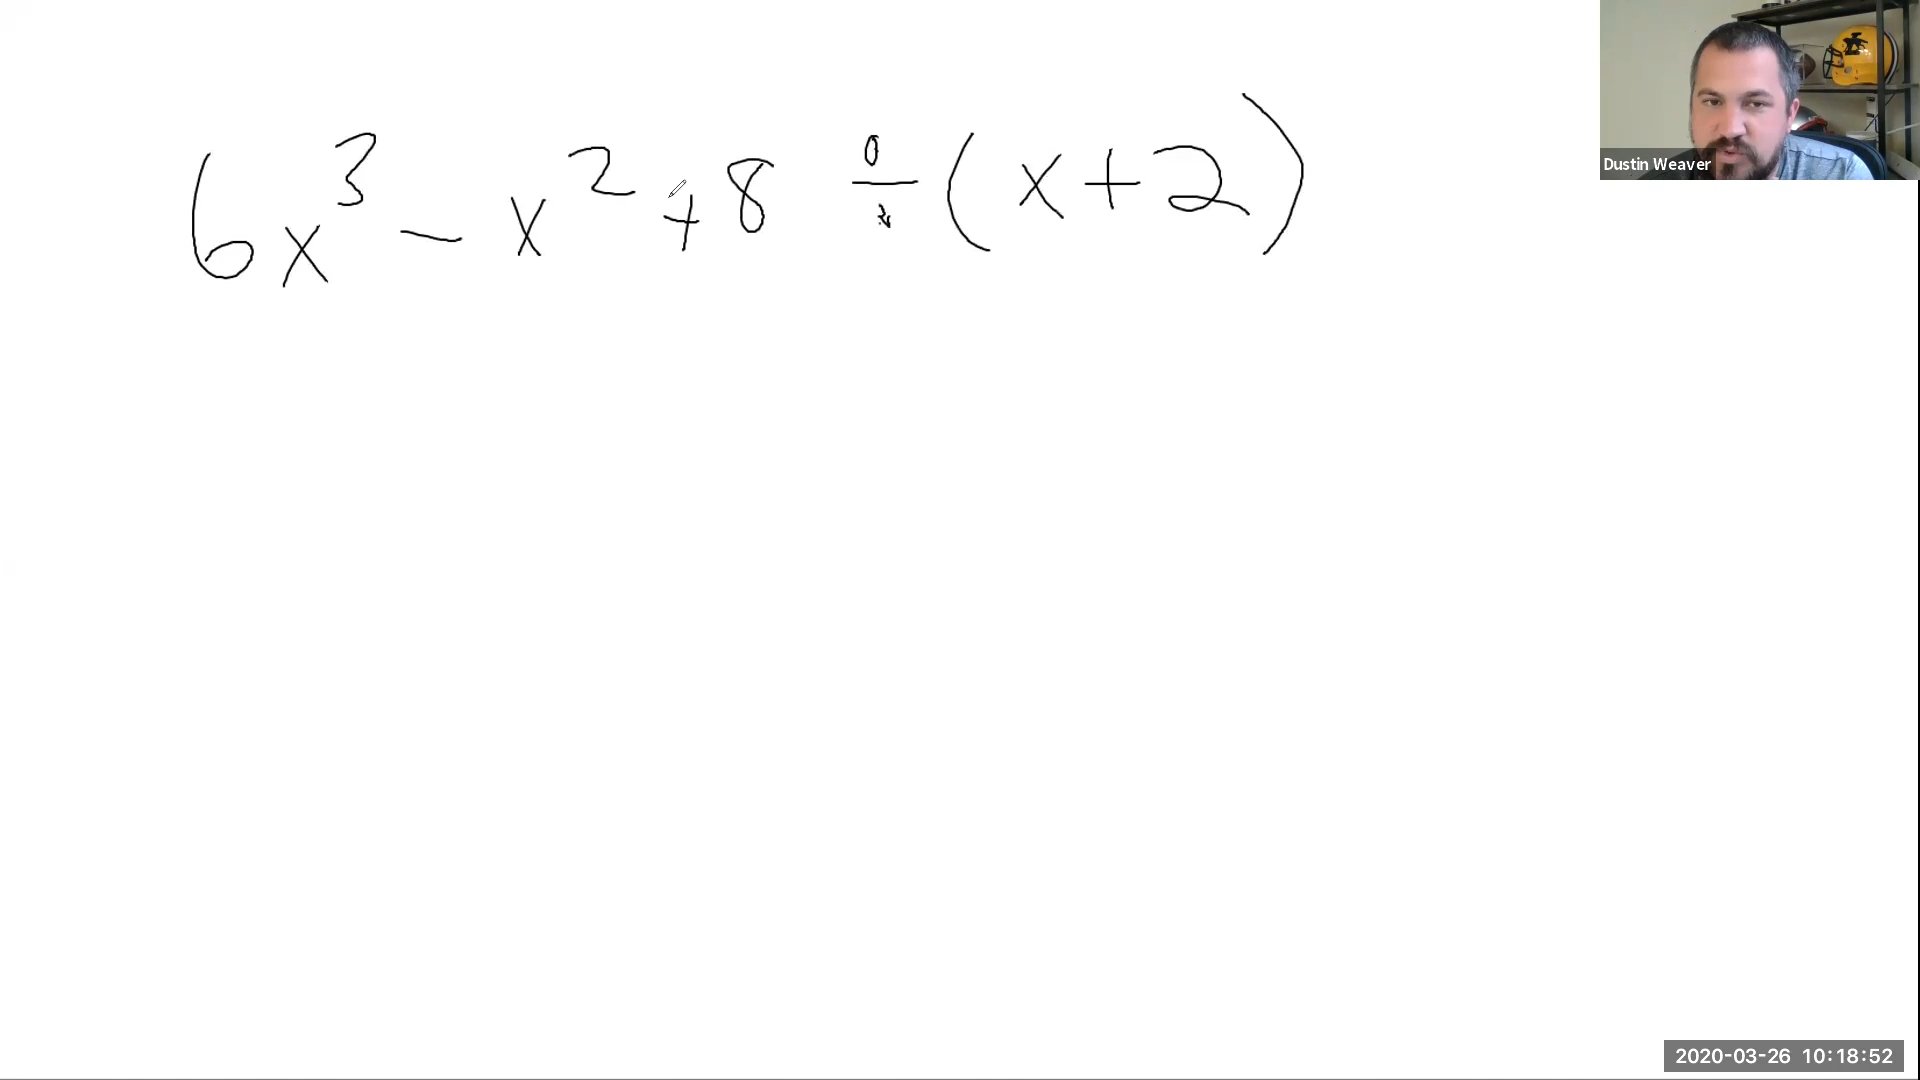 6x³ - x² + 8 ÷ (x+2)
Dustin Weaver
2020-03-26 10:18:52